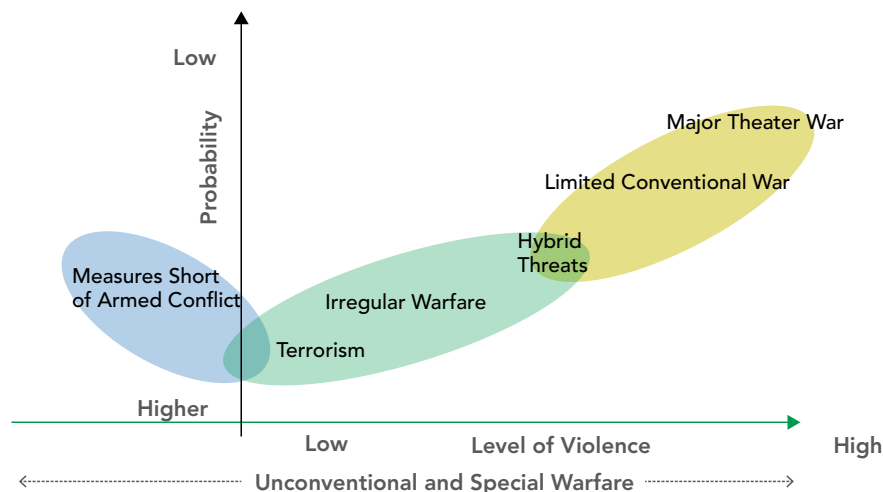 Low
Probability
Major Theater War
Limited Conventional War
Hybrid
Threats
Measures Short
of Armed Conflict
Irregular Warfare
Terrorism
Higher
Low Level of Violence High
Unconventional and Special Warfare